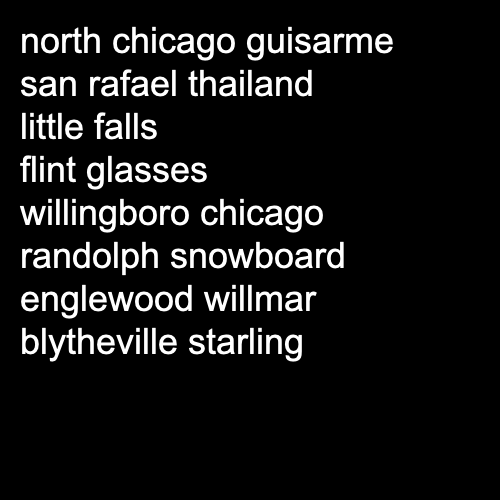 north chicago guisarme
san rafael thailand
little falls
flint glasses
willingboro chicago
randolph snowboard
englewood willmar
blytheville starling